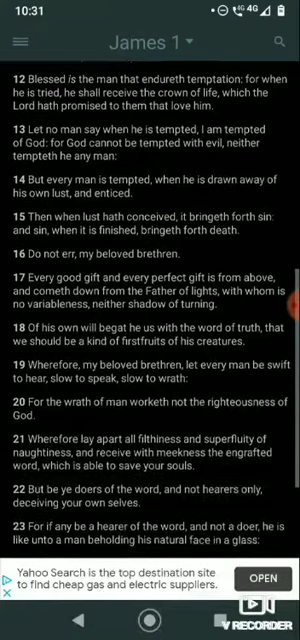 10:31
4G 4G
James 1
12 Blessed is the man that endureth temptation: for when
he is tried, he shall receive the crown of life, which the
Lord hath promised to them that love him.
13 Let no man say when he is tempted, I am tempted
of God: for God cannot be tempted with evil, neither
tempteth he any man:
14 But every man is tempted, when he is drawn away of
his own lust, and enticed.
15 Then when lust hath conceived, it bringeth forth sin:
and sin, when it is finished, bringeth forth death.
16 Do not err, my beloved brethren.
17 Every good gift and every perfect gift is from above,
and cometh down from the Father of lights, with whom is
no variableness, neither shadow of turning.
18 Of his own will begat he us with the word of truth, that
we should be a kind of firstfruits of his creatures.
19 Wherefore, my beloved brethren, let every man be swift
to hear, slow to speak, slow to wrath:
20 For the wrath of man worketh not the righteousness of
God.
21 Wherefore lay apart all filthiness and superfluity of
naughtiness, and receive with meekness the engrafted
word, which is able to save your souls.
22 But be ye doers of the word, and not hearers only,
deceiving your own selves.
23 For if any be a hearer of the word, and not a doer, he is
like unto a man beholding his natural face in a glass:
Yahoo Search is the top destination site
to find cheap gas and electric suppliers.
OPEN
V RECORDER